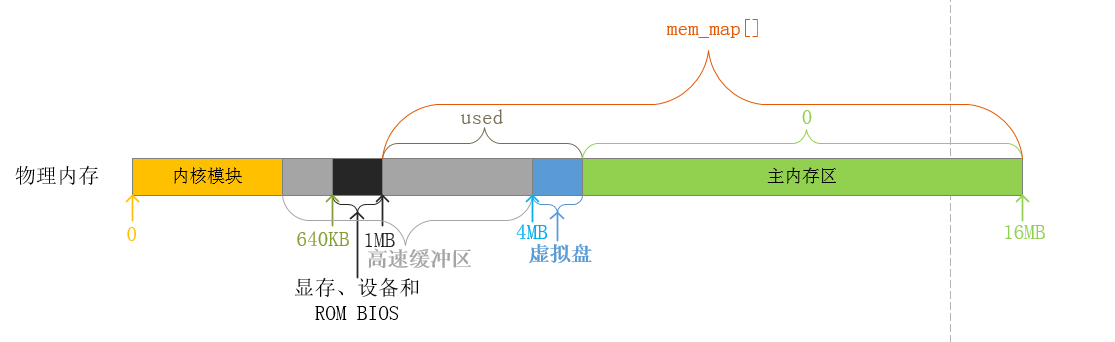 mem_map[]
used
0
物理内存
内核模块
主内存区
0
640KB
1MB
4MB
16MB
高速缓冲区
虚拟盘
显存、设备和
ROM BIOS